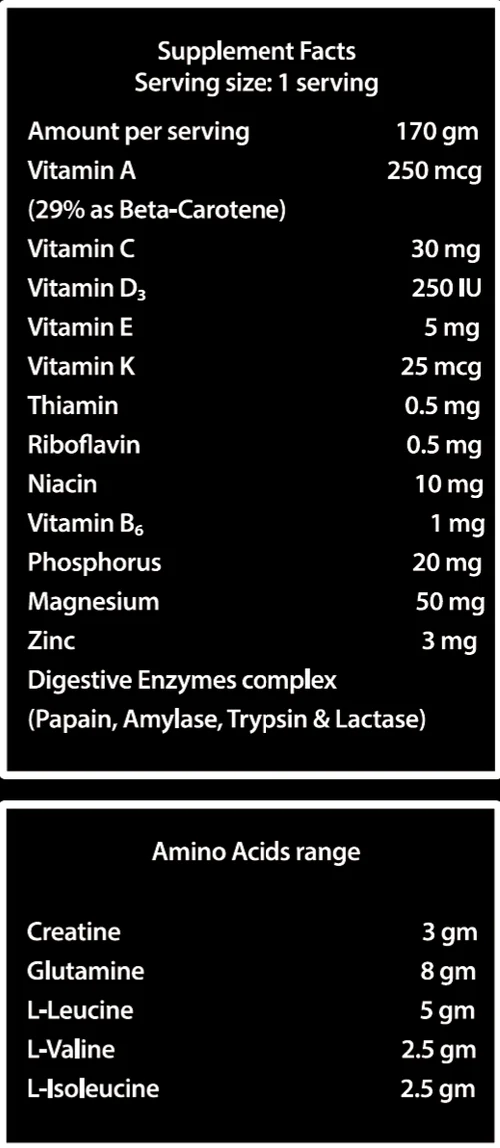 Supplement Facts
Serving size: 1 serving
Amount per serving 170 gm
Vitamin A 250 mcg
(29% as Beta-Carotene)
Vitamin C 30 mg
Vitamin D₃ 250 IU
Vitamin E 5 mg
Vitamin K 25 mcg
Thiamin 0.5 mg
Riboflavin 0.5 mg
Niacin 10 mg
Vitamin B₆ 1 mg
Phosphorus 20 mg
Magnesium 50 mg
Zinc 3 mg
Digestive Enzymes complex
(Papain, Amylase, Trypsin & Lactase)
Amino Acids range
Creatine 3 gm
Glutamine 8 gm
L-Leucine 5 gm
L-Valine 2.5 gm
L-Isoleucine 2.5 gm